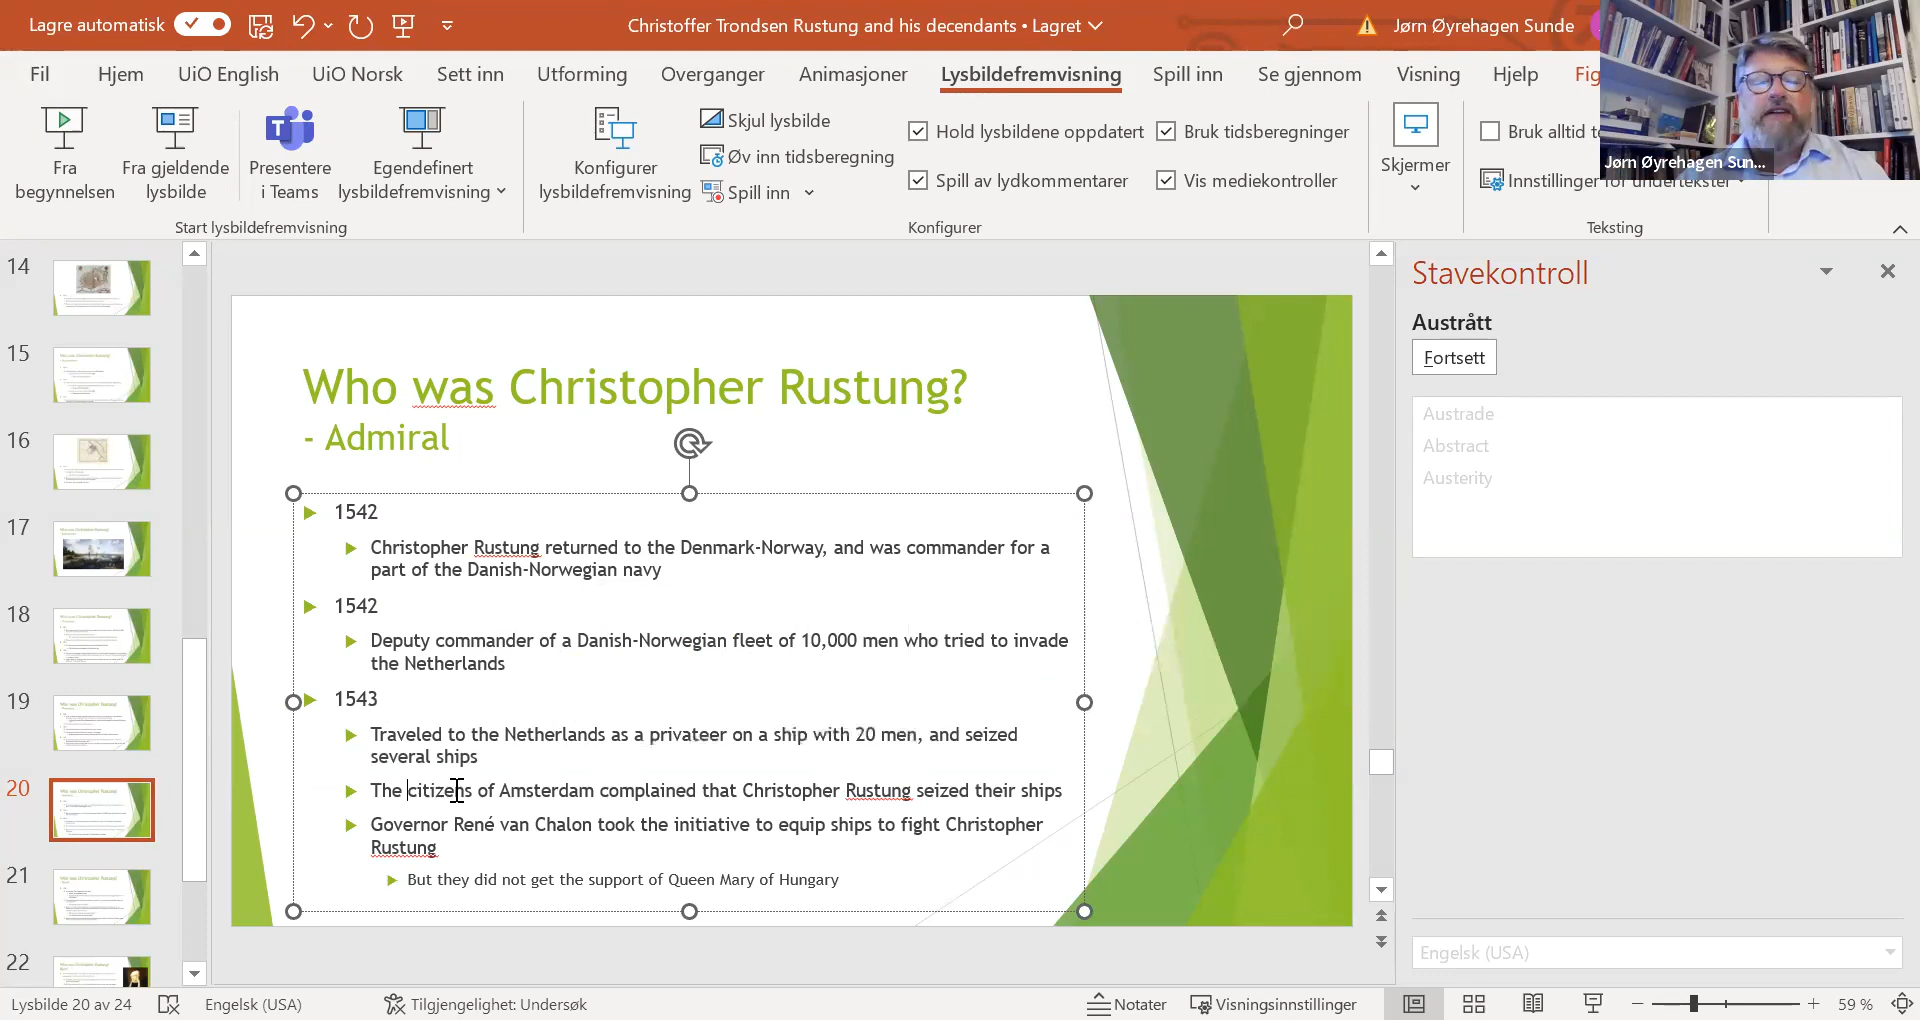 Lagre automatisk
Christoffer Trondsen Rustung and his decendants • Lagret
Jørn Øyrehagen Sunde
Fil Hjem UiO English UiO Norsk Sett inn Utforming Overganger Animasjoner Lysbildefremvisning Spill inn Se gjennom Visning Hjelp Fig
Fra begynnelsen
Fra gjeldende lysbilde
Presentere i Teams
Egendefinert lysbildefremvisning
Start lysbildefremvisning
Konfigurer lysbildefremvisning
Skjul lysbilde
Øv inn tidsberegning
Spill inn
Hold lysbildene oppdatert
Spill av lydkommentarer
Bruk tidsberegninger
Vis mediekontroller
Konfigurer
Skjermer
Bruk alltid
Innstillinger for undertekster
Teksting
Jørn Øyrehagen Sun...
14
15
16
17
18
19
20
21
22
Who was Christopher Rustung?
- Admiral
1542
Christopher Rustung returned to the Denmark-Norway, and was commander for a
part of the Danish-Norwegian navy
1542
Deputy commander of a Danish-Norwegian fleet of 10,000 men who tried to invade
the Netherlands
1543
Traveled to the Netherlands as a privateer on a ship with 20 men, and seized
several ships
The citizens of Amsterdam complained that Christopher Rustung seized their ships
Governor René van Chalon took the initiative to equip ships to fight Christopher
Rustung
But they did not get the support of Queen Mary of Hungary
Stavekontroll
Austrått
Fortsett
Austrade
Abstract
Austerity
Engelsk (USA)
Lysbilde 20 av 24
Engelsk (USA)
Tilgjengelighet: Undersøk
Notater
Visningsinnstillinger
59 %